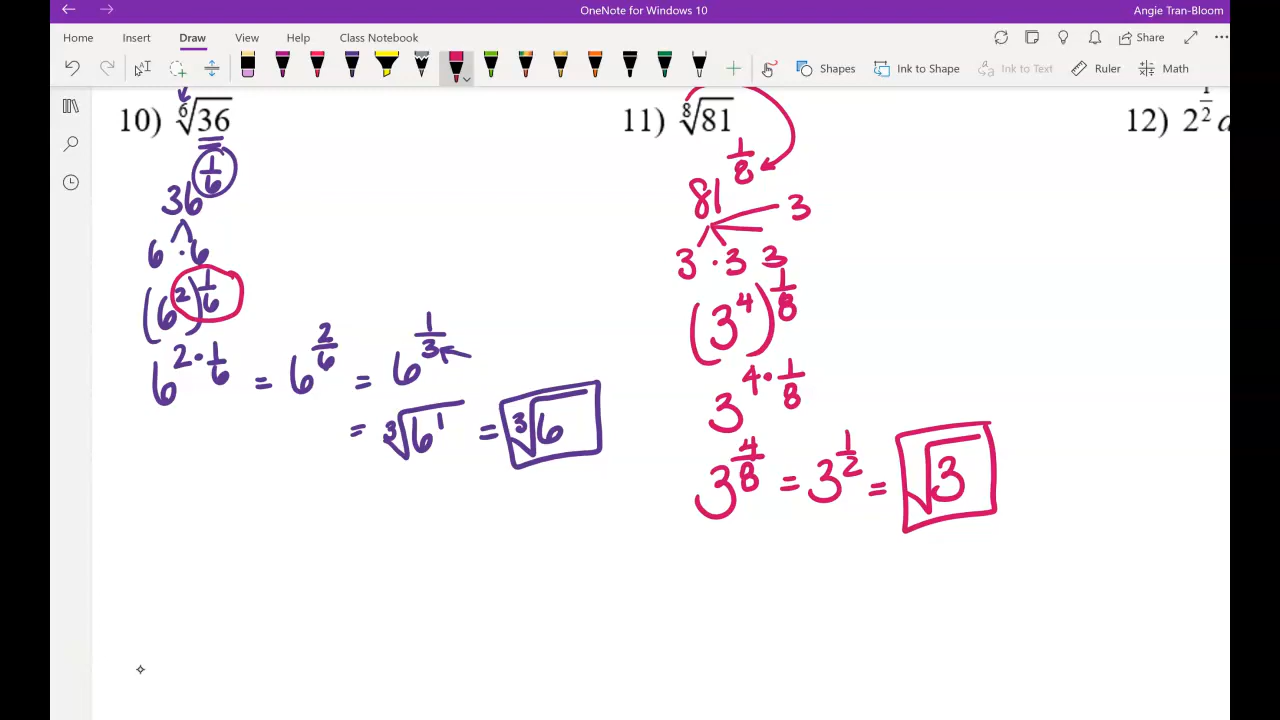 OneNote for Windows 10
Angie Tran-Bloom
Home Insert Draw View Help Class Notebook Share
Shapes Ink to Shape Ink to Text Ruler Math
10) ⁶√36
36^(1/6)
6 · 6
(6²)^(1/6)
6^(2·1/6) = 6^(2/6) = 6^(1/3)
= ³√6¹ = ³√6
11) ⁸√81
81^(1/8)
3
3 · 3 3
(3⁴)^(1/8)
3^(4·1/8)
3^(4/8) = 3^(1/2) = √3
12) 2^(1/2)